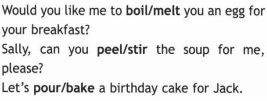 Would you like me to boil/melt you an egg for
your breakfast?
Sally, can you peel/stir the soup for me,
please?
Let's pour/bake a birthday cake for Jack.